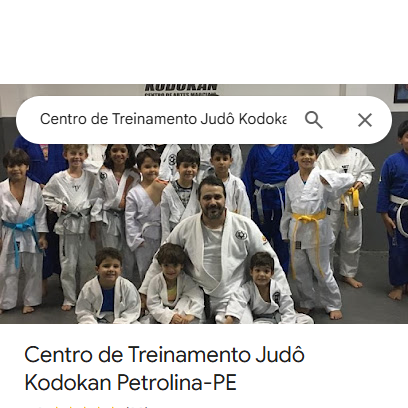 KODOKAN
CENTRO DE ARTES MARCIAIS
Centro de Treinamento Judô Kodoka
Centro de Treinamento Judô
Kodokan Petrolina-PE